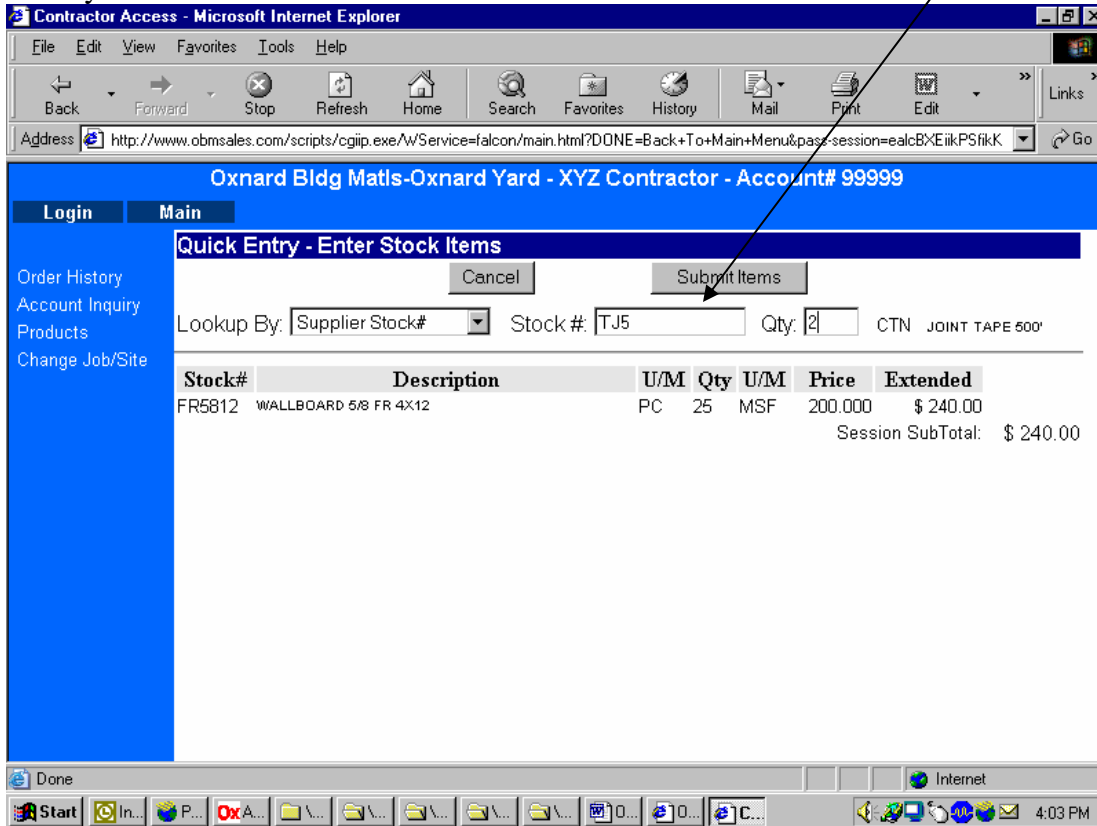 Contractor Access - Microsoft Internet Explorer
File Edit View Favorites Tools Help
Back Forward Stop Refresh Home Search Favorites History Mail Print Edit » Links »
Address http://www.obmsales.com/scripts/cgiip.exe/WService=falcon/main.html?DONE=Back+To+Main+Menu&pass-session=ealcBXEiikPSfikK Go
Oxnard Bldg Matls-Oxnard Yard - XYZ Contractor - Account# 99999
Login Main
Quick Entry - Enter Stock Items
Cancel Submit Items
Order History
Account Inquiry
Products
Change Job/Site
Lookup By: Supplier Stock# Stock #: TJ5 Qty: 2 CTN JOINT TAPE 500'
Stock# Description U/M Qty U/M Price Extended
FR5812 WALLBOARD 5/8 FR 4X12 PC 25 MSF 200.000 $ 240.00
Session SubTotal: $ 240.00
Done Internet
Start In... P... Ox A... \... \... \... \... \... O... O... C... 4:03 PM